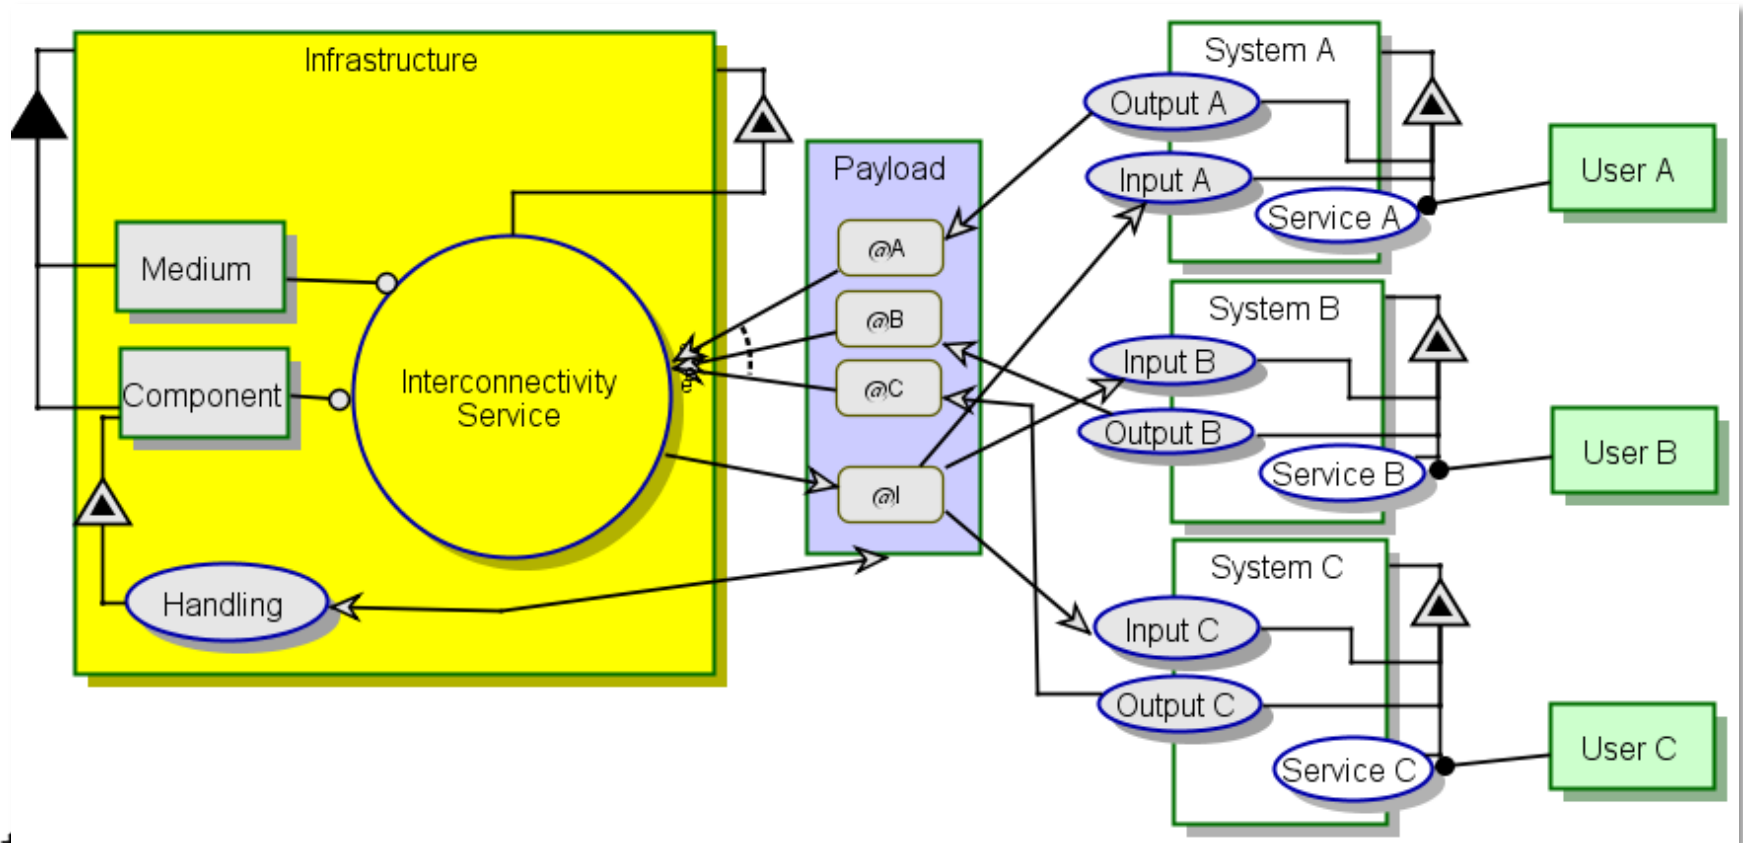 Infrastructure
Medium
Component
Interconnectivity
Service
Handling
Payload
@A
@B
@C
@I
System A
Output A
Input A
Service A
User A
System B
Input B
Output B
Service B
User B
System C
Input C
Output C
Service C
User C